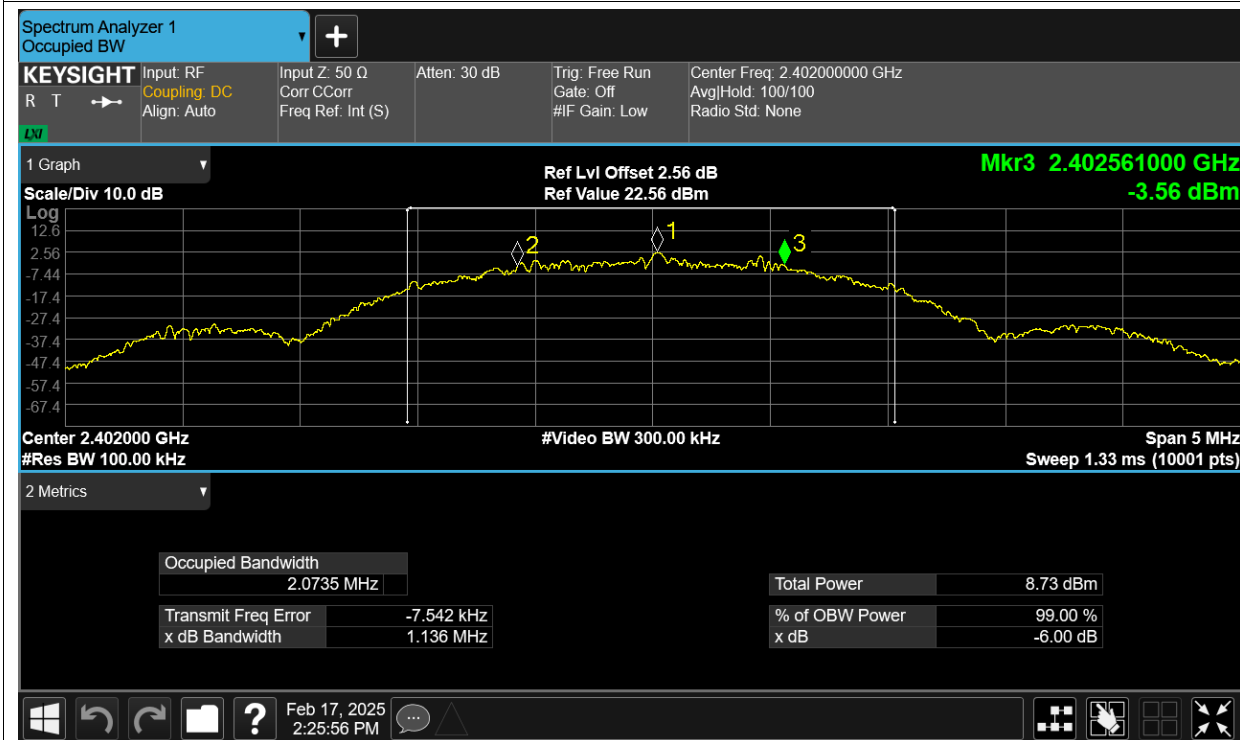 Spectrum Analyzer 1
Occupied BW
+
KEYSIGHT
R T
LXI
Input: RF
Coupling: DC
Align: Auto
Input Z: 50 Ω
Corr CCorr
Freq Ref: Int (S)
Atten: 30 dB
Trig: Free Run
Gate: Off
#IF Gain: Low
Center Freq: 2.402000000 GHz
Avg|Hold: 100/100
Radio Std: None
1 Graph
Scale/Div 10.0 dB
Ref Lvl Offset 2.56 dB
Ref Value 22.56 dBm
Mkr3 2.402561000 GHz
-3.56 dBm
Log
12.6
2.56
-7.44
-17.4
-27.4
-37.4
-47.4
-57.4
-67.4
2
1
3
Center 2.402000 GHz
#Res BW 100.00 kHz
#Video BW 300.00 kHz
Span 5 MHz
Sweep 1.33 ms (10001 pts)
2 Metrics
Occupied Bandwidth
2.0735 MHz
Transmit Freq Error -7.542 kHz
x dB Bandwidth 1.136 MHz
Total Power 8.73 dBm
% of OBW Power 99.00 %
x dB -6.00 dB
?
Feb 17, 2025
2:25:56 PM